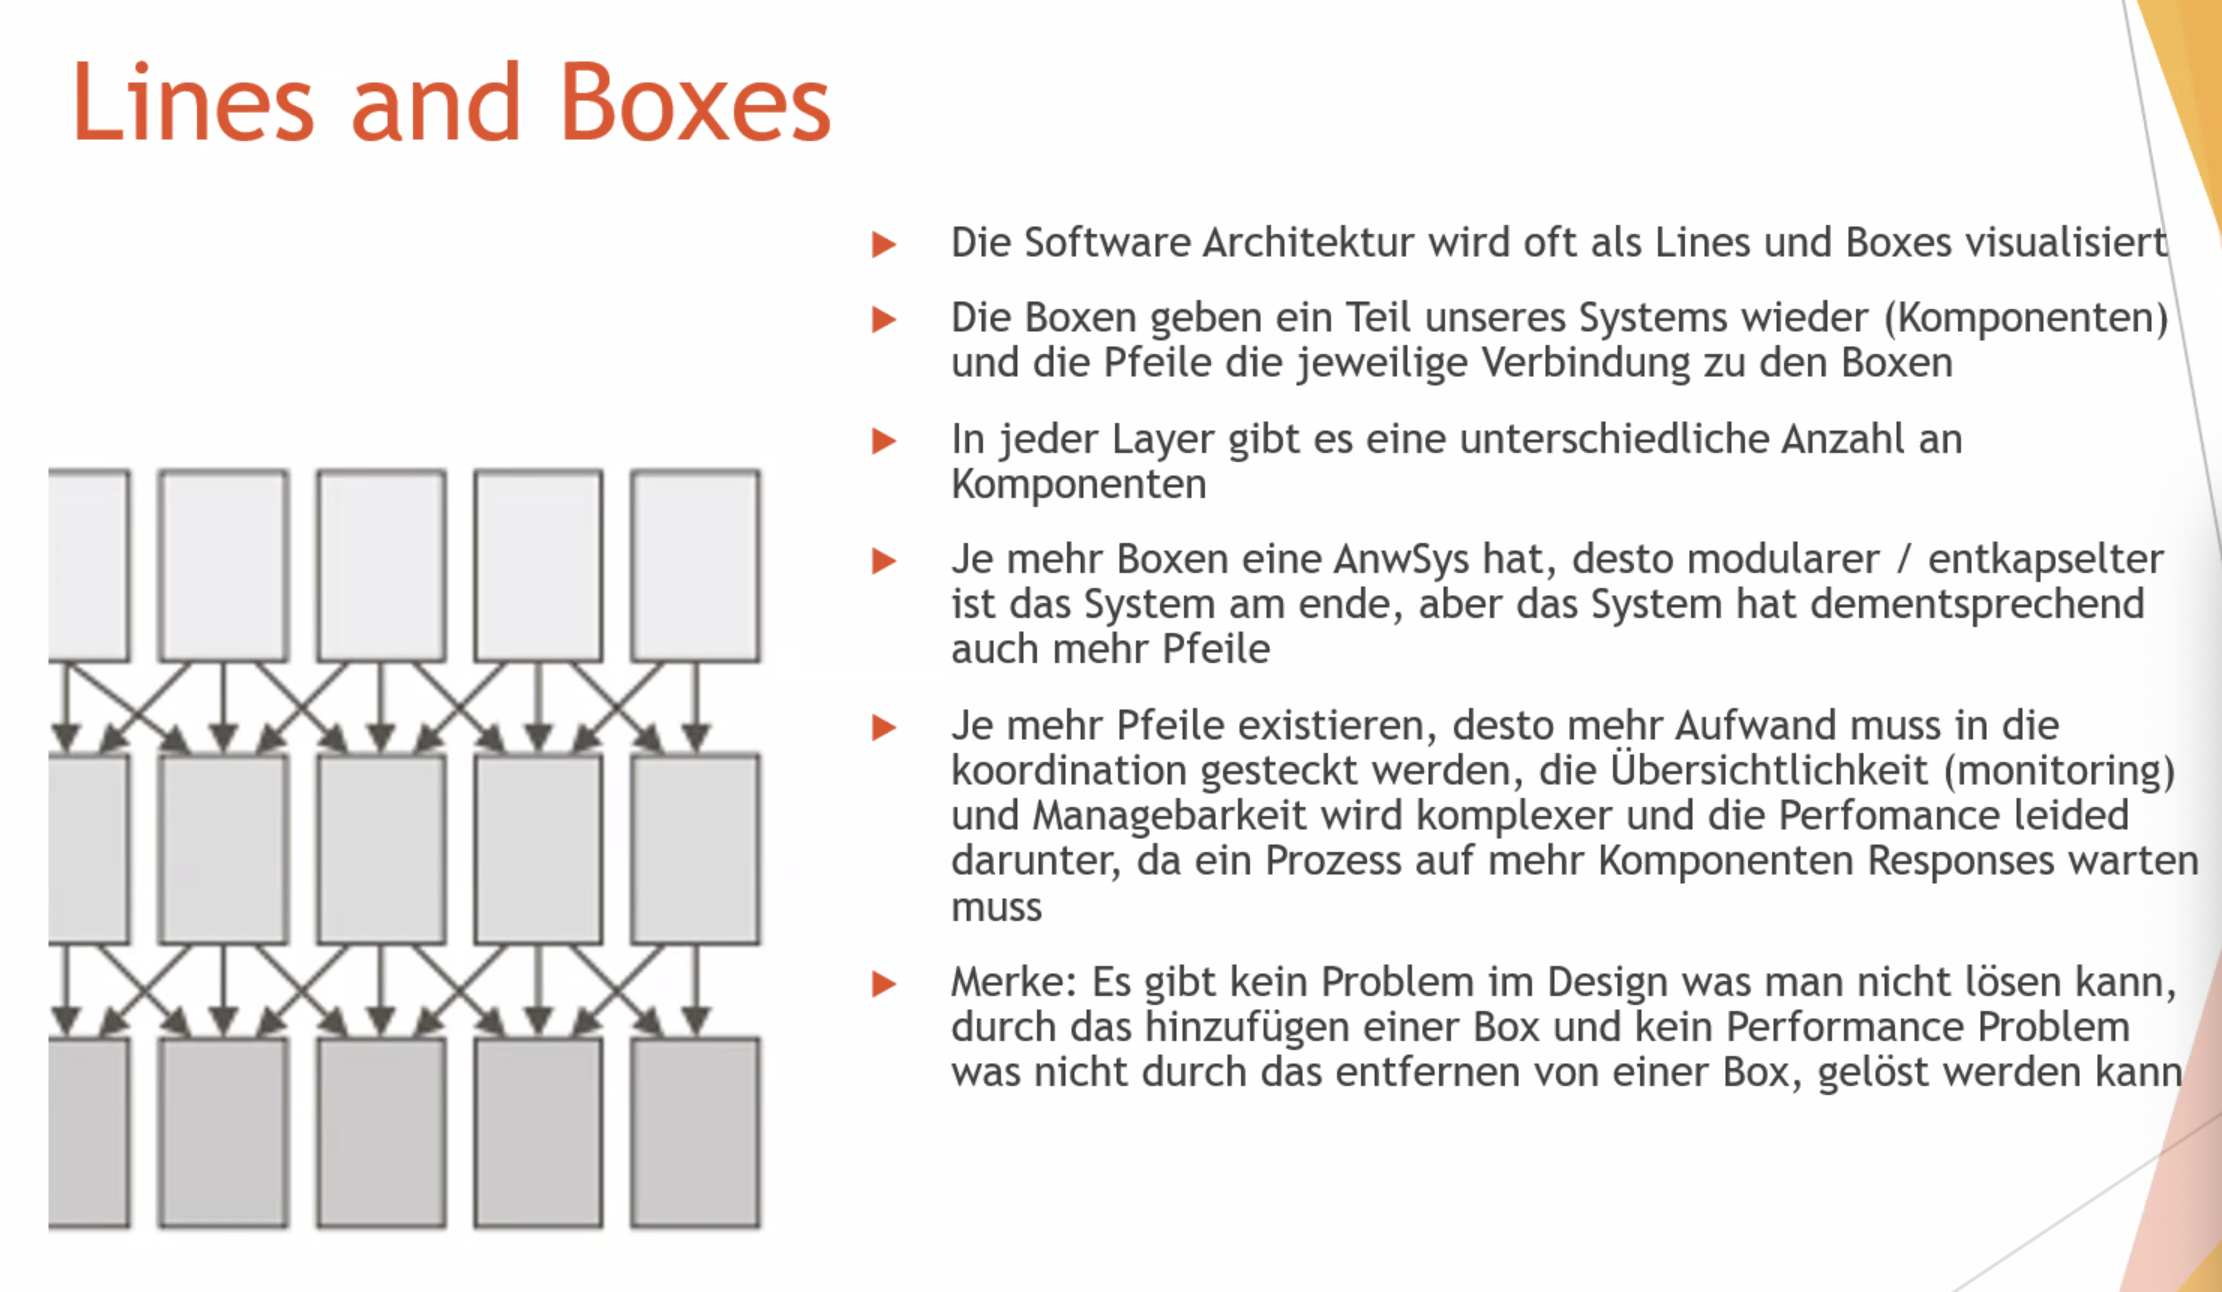 Lines and Boxes
Die Software Architektur wird oft als Lines und Boxes visualisiert
Die Boxen geben ein Teil unseres Systems wieder (Komponenten)
und die Pfeile die jeweilige Verbindung zu den Boxen
In jeder Layer gibt es eine unterschiedliche Anzahl an
Komponenten
Je mehr Boxen eine AnwSys hat, desto modularer / entkapselter
ist das System am ende, aber das System hat dementsprechend
auch mehr Pfeile
Je mehr Pfeile existieren, desto mehr Aufwand muss in die
koordination gesteckt werden, die Übersichtlichkeit (monitoring)
und Managebarkeit wird komplexer und die Perfomance leided
darunter, da ein Prozess auf mehr Komponenten Responses warten
muss
Merke: Es gibt kein Problem im Design was man nicht lösen kann,
durch das hinzufügen einer Box und kein Performance Problem
was nicht durch das entfernen von einer Box, gelöst werden kann